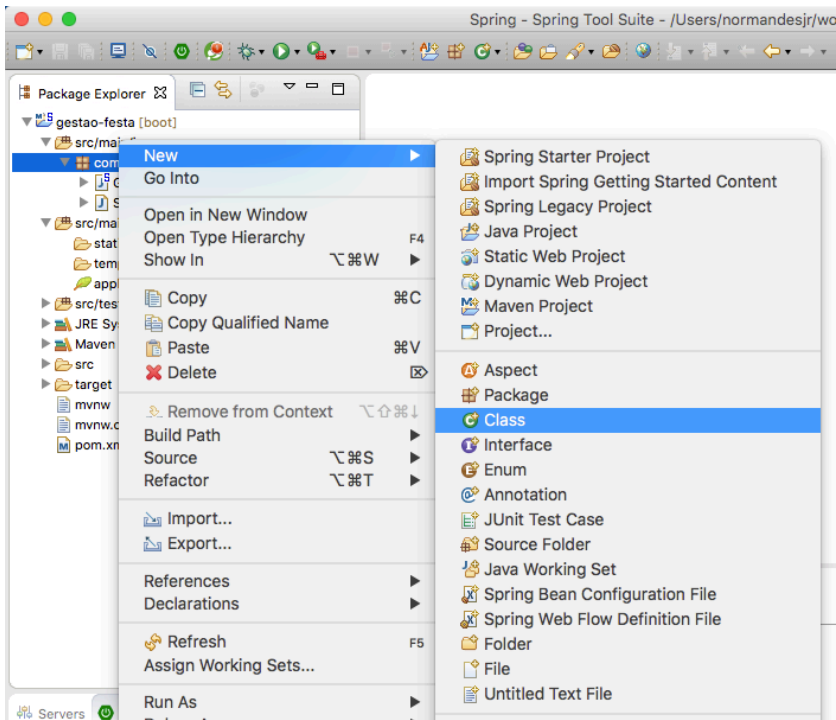 Spring - Spring Tool Suite - /Users/normandesjr/wo
Package Explorer
gestao-festa [boot]
src/mai
com
G
S
src/mai
stat
tem
appl
src/test
JRE Sys
Maven
src
target
mvnw
mvnw.c
pom.xm
Servers
New
Go Into
Open in New Window
Open Type Hierarchy F4
Show In ⌥⌘W
Copy ⌘C
Copy Qualified Name
Paste ⌘V
Delete ⌦
Remove from Context ⌥⇧⌘↓
Build Path
Source ⌥⌘S
Refactor ⌥⌘T
Import...
Export...
References
Declarations
Refresh F5
Assign Working Sets...
Run As
Spring Starter Project
Import Spring Getting Started Content
Spring Legacy Project
Java Project
Static Web Project
Dynamic Web Project
Maven Project
Project...
Aspect
Package
Class
Interface
Enum
Annotation
JUnit Test Case
Source Folder
Java Working Set
Spring Bean Configuration File
Spring Web Flow Definition File
Folder
File
Untitled Text File